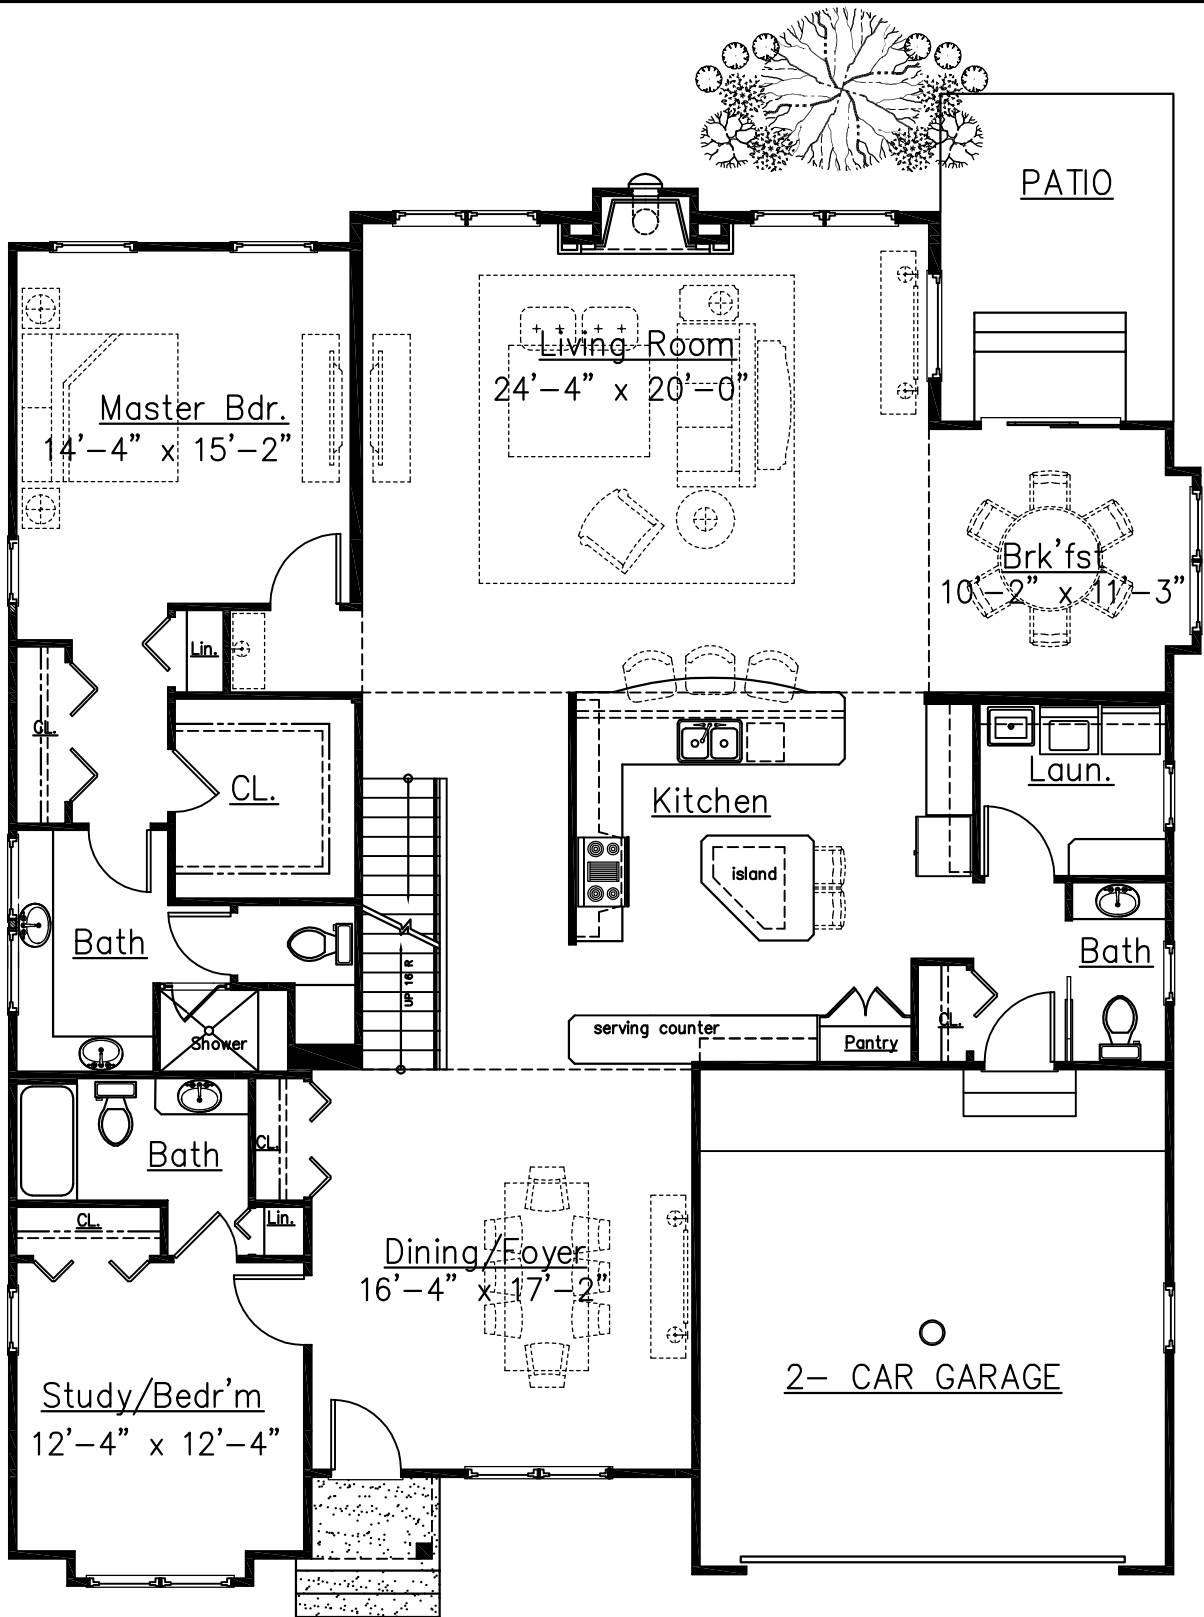 PATIO
Living Room
24'-4" x 20'-0"
Master Bdr.
14'-4" x 15'-2"
Brk'fst
10'-2" x 11'-3"
Lin.
CL.
CL.
Kitchen
Laun.
island
Bath
Bath
UP 16 R
serving counter
CL.
Pantry
Shower
CL.
Bath
CL.
Lin.
Dining/Foyer
16'-4" x 17'-2"
2- CAR GARAGE
Study/Bedr'm
12'-4" x 12'-4"